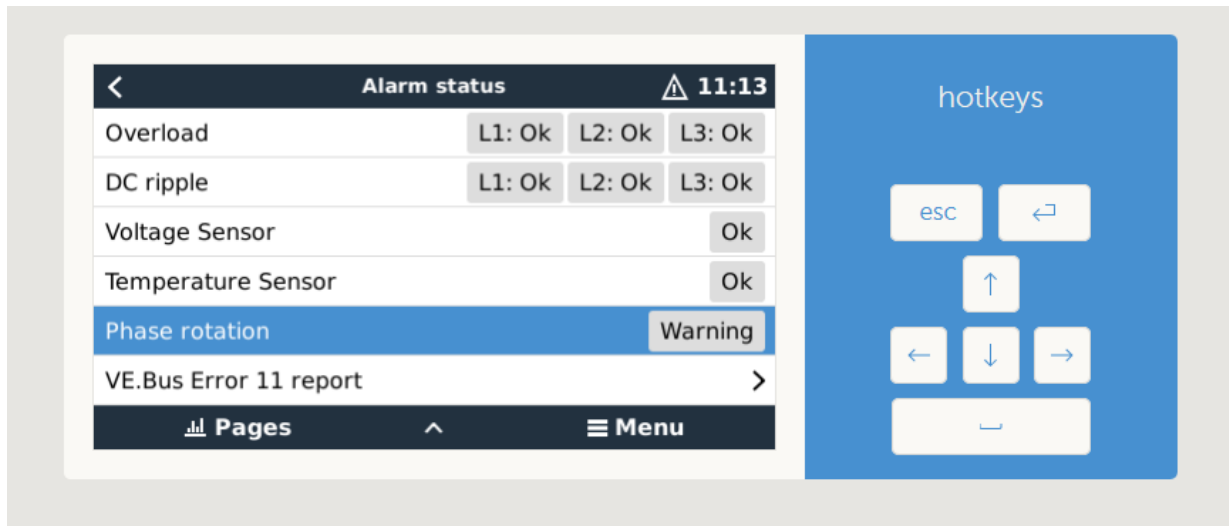 Alarm status 11:13
Overload L1: Ok L2: Ok L3: Ok
DC ripple L1: Ok L2: Ok L3: Ok
Voltage Sensor Ok
Temperature Sensor Ok
Phase rotation Warning
VE.Bus Error 11 report
Pages Menu
hotkeys
esc